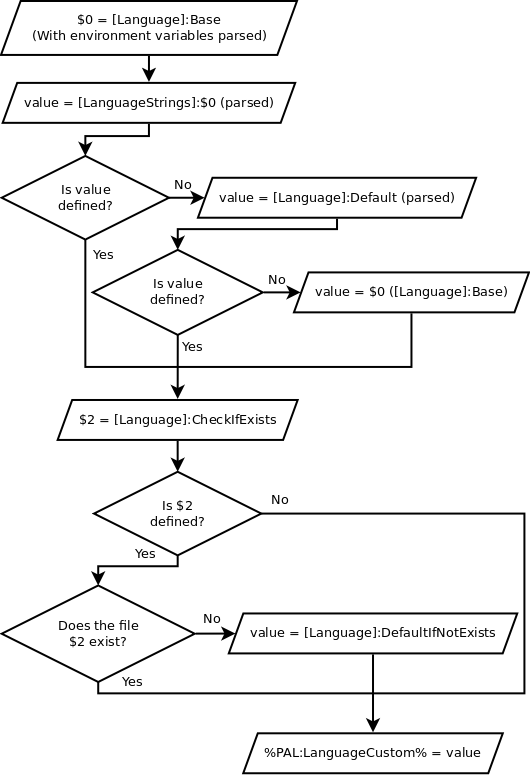 $0 = [Language]:Base
(With environment variables parsed)
value = [LanguageStrings]:$0 (parsed)
Is value
defined?
No
value = [Language]:Default (parsed)
Yes
Is value
defined?
No
value = $0 ([Language]:Base)
Yes
$2 = [Language]:CheckIfExists
Is $2
defined?
No
Yes
Does the file
$2 exist?
No
value = [Language]:DefaultIfNotExists
Yes
%PAL:LanguageCustom% = value